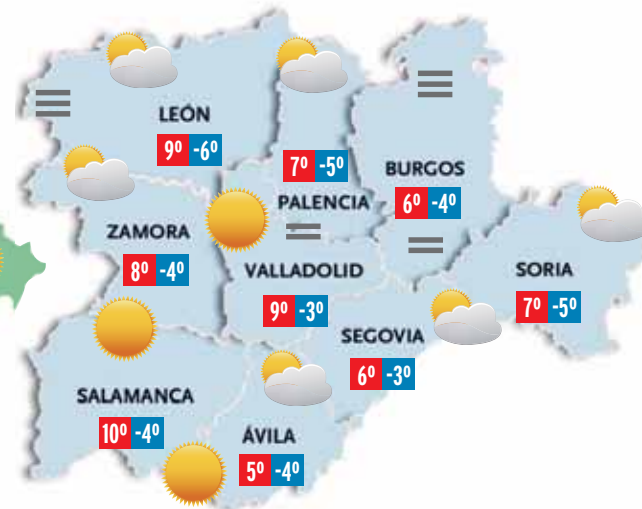 LEÓN
9º -6º
7º -5º
PALENCIA
BURGOS
6º -4º
ZAMORA
8º -4º
VALLADOLID
9º -3º
SORIA
7º -5º
SEGOVIA
6º -3º
SALAMANCA
10º -4º
ÁVILA
5º -4º